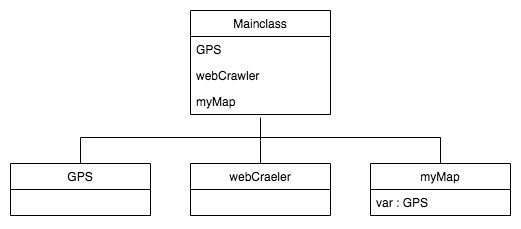 Mainclass
GPS
webCrawler
myMap
GPS
webCraeler
myMap
var : GPS